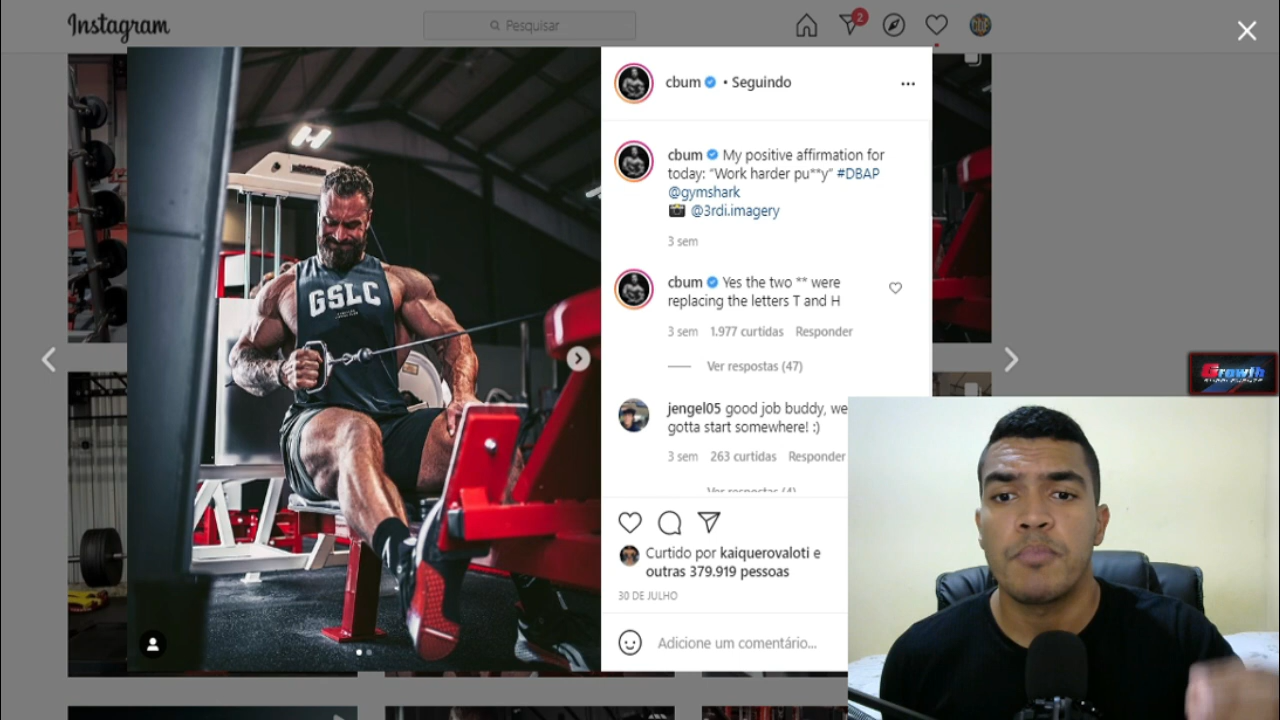 Instagram
Pesquisar
2
cbum • Seguindo
cbum My positive affirmation for
today: "Work harder pu**y" #DBAP
@gymshark
📸 @3rdi.imagery
3 sem
cbum Yes the two ** were
replacing the letters T and H
3 sem 1.977 curtidas Responder
Ver respostas (47)
jengel05 good job buddy, we
gotta start somewhere! :)
3 sem 263 curtidas Responder
Ver respostas (4)
Curtido por kaiquerovaloti e
outras 379.919 pessoas
30 DE JULHO
Adicione um comentário...
GSLC
Growth